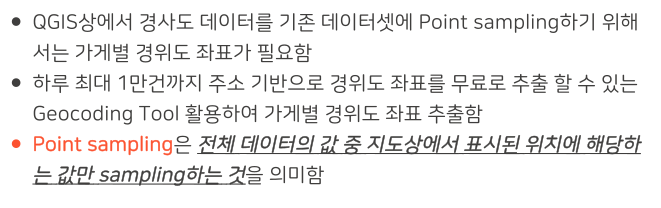 • QGIS상에서 경사도 데이터를 기존 데이터셋에 Point sampling하기 위해
서는 가게별 경위도 좌표가 필요함
• 하루 최대 1만건까지 주소 기반으로 경위도 좌표를 무료로 추출 할 수 있는
Geocoding Tool 활용하여 가게별 경위도 좌표 추출함
• Point sampling은 전체 데이터의 값 중 지도상에서 표시된 위치에 해당하
는 값만 sampling하는 것을 의미함